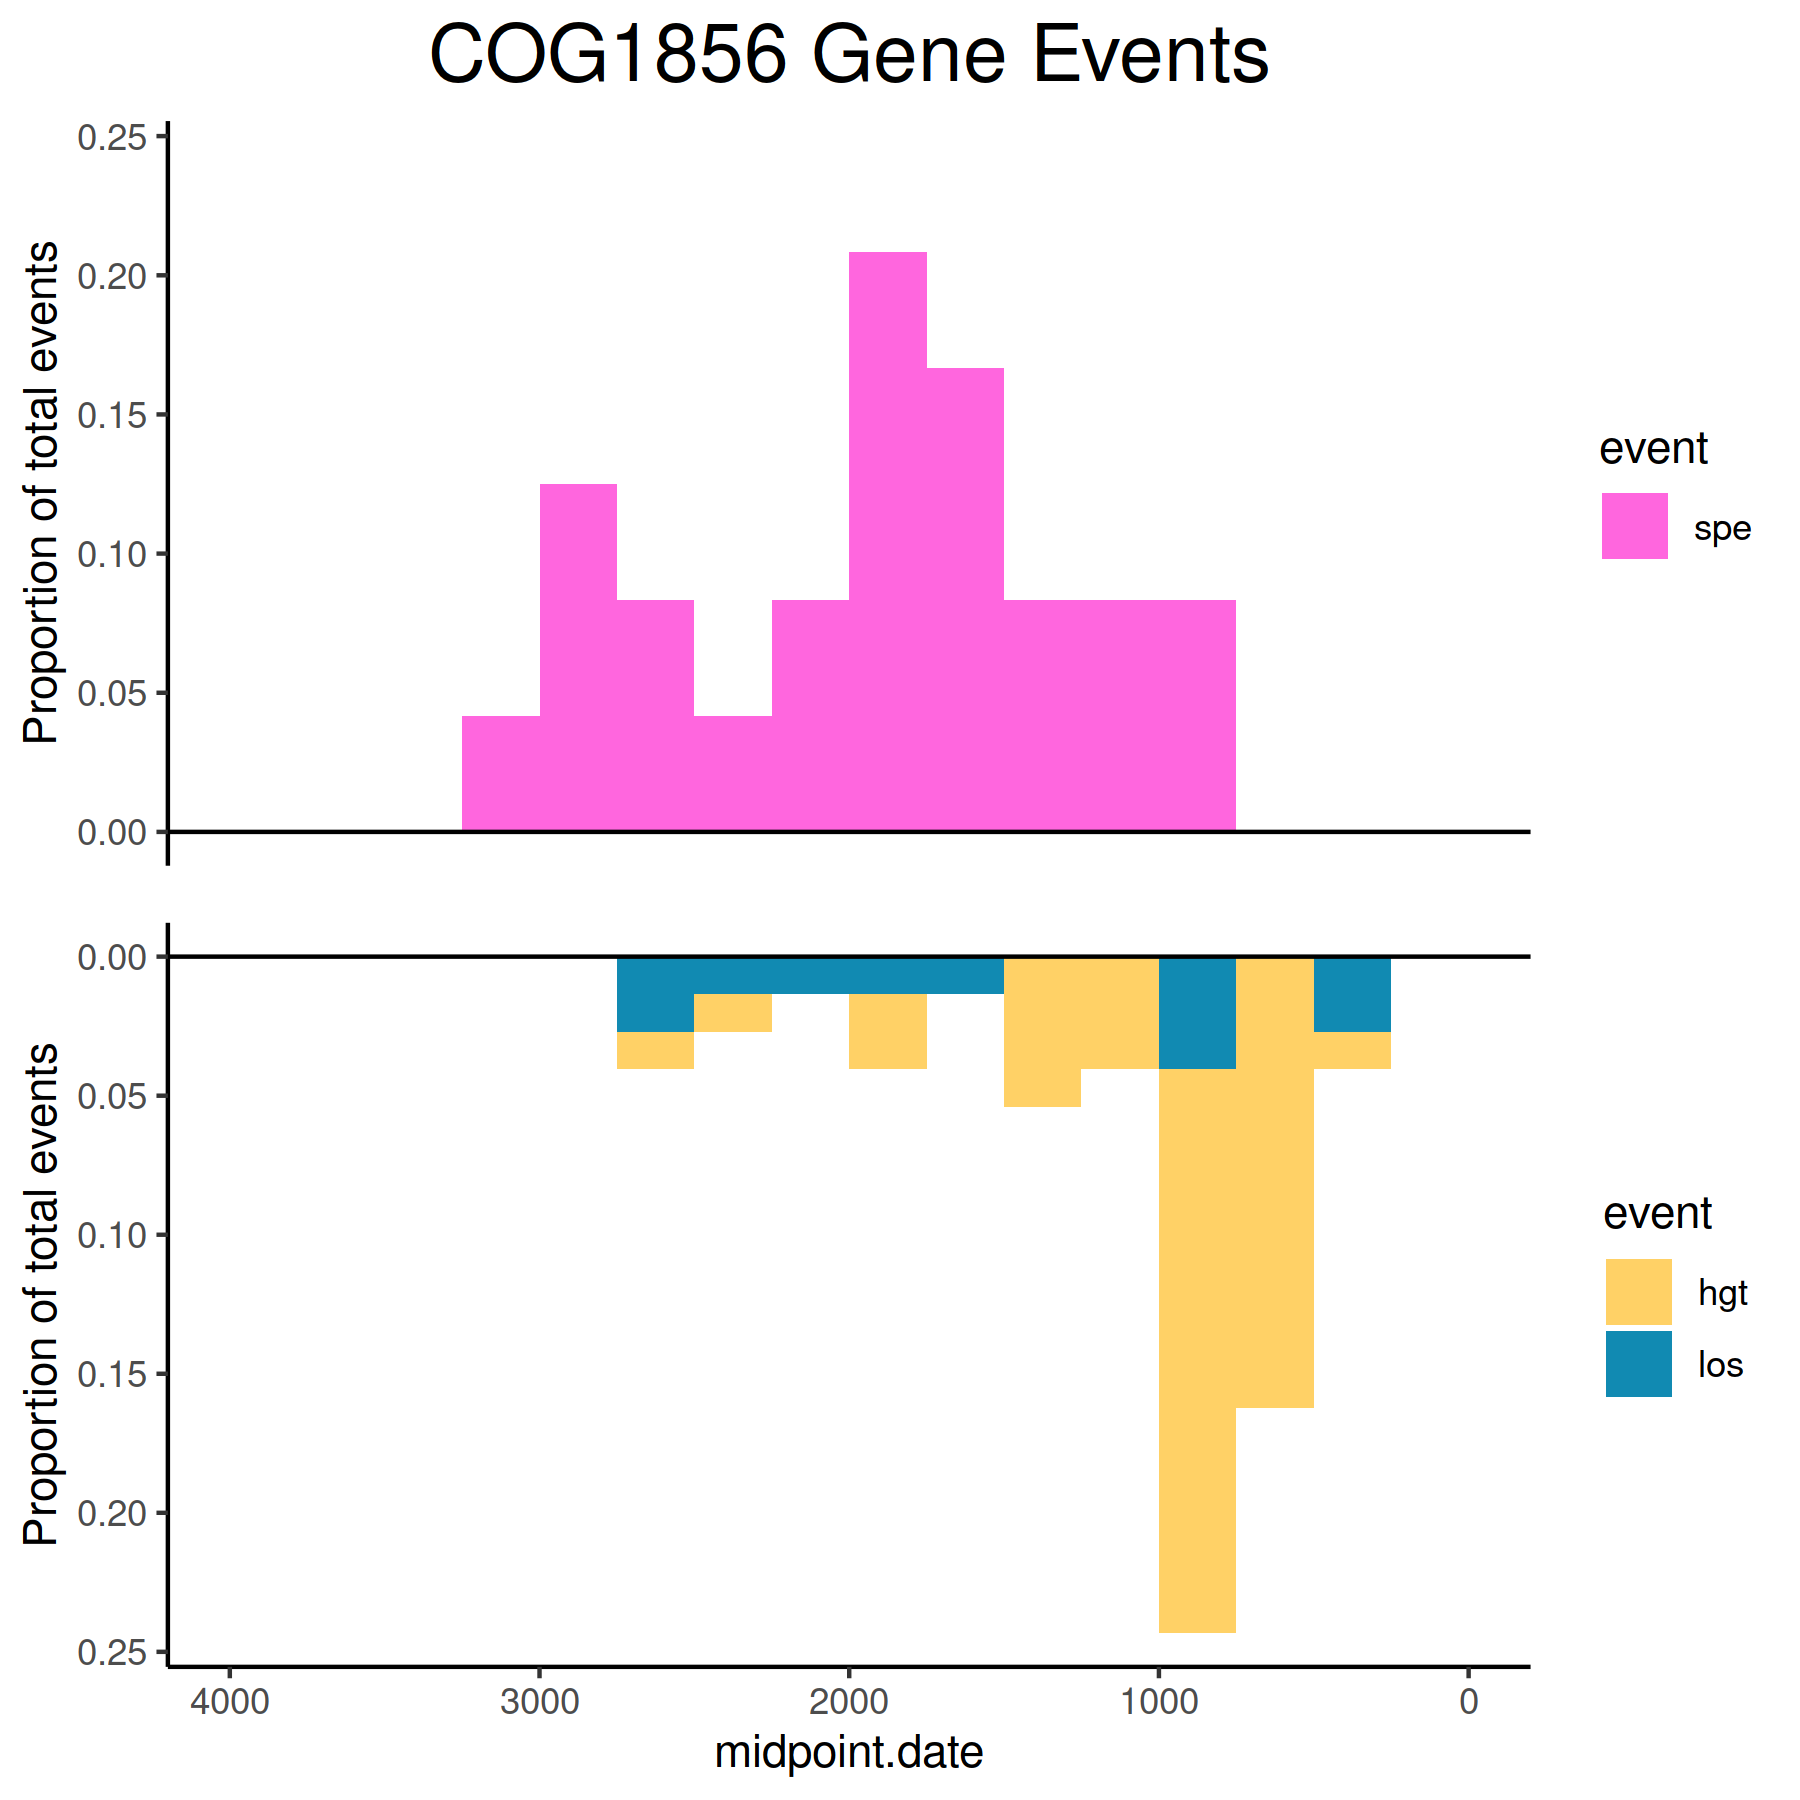 COG1856 Gene Events
Proportion of total events
0.25
0.20
0.15
0.10
0.05
0.00
event
spe
Proportion of total events
0.00
0.05
0.10
0.15
0.20
0.25
event
hgt
los
4000 3000 2000 1000 0
midpoint.date